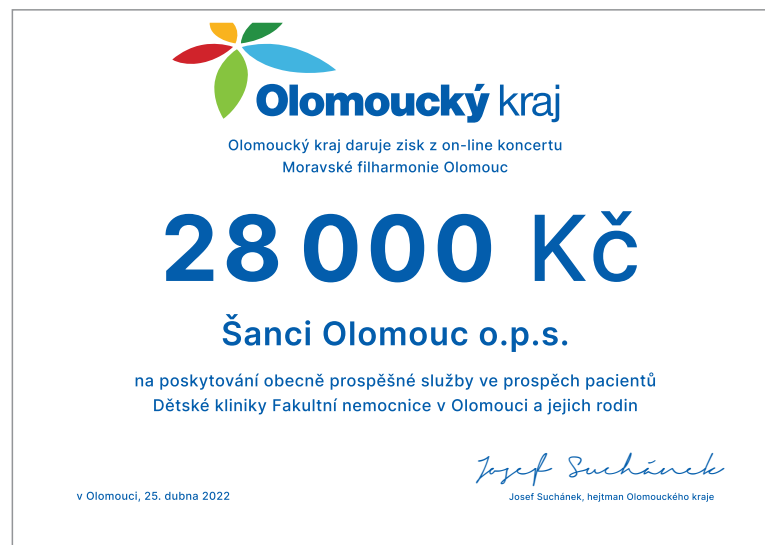 Olomoucký kraj
Olomoucký kraj daruje zisk z on-line koncertu
Moravské filharmonie Olomouc
28 000 Kč
Šanci Olomouc o.p.s.
na poskytování obecně prospěšné služby ve prospěch pacientů
Dětské kliniky Fakultní nemocnice v Olomouci a jejich rodin
Josef Suchánek
v Olomouci, 25. dubna 2022
Josef Suchánek, hejtman Olomouckého kraje